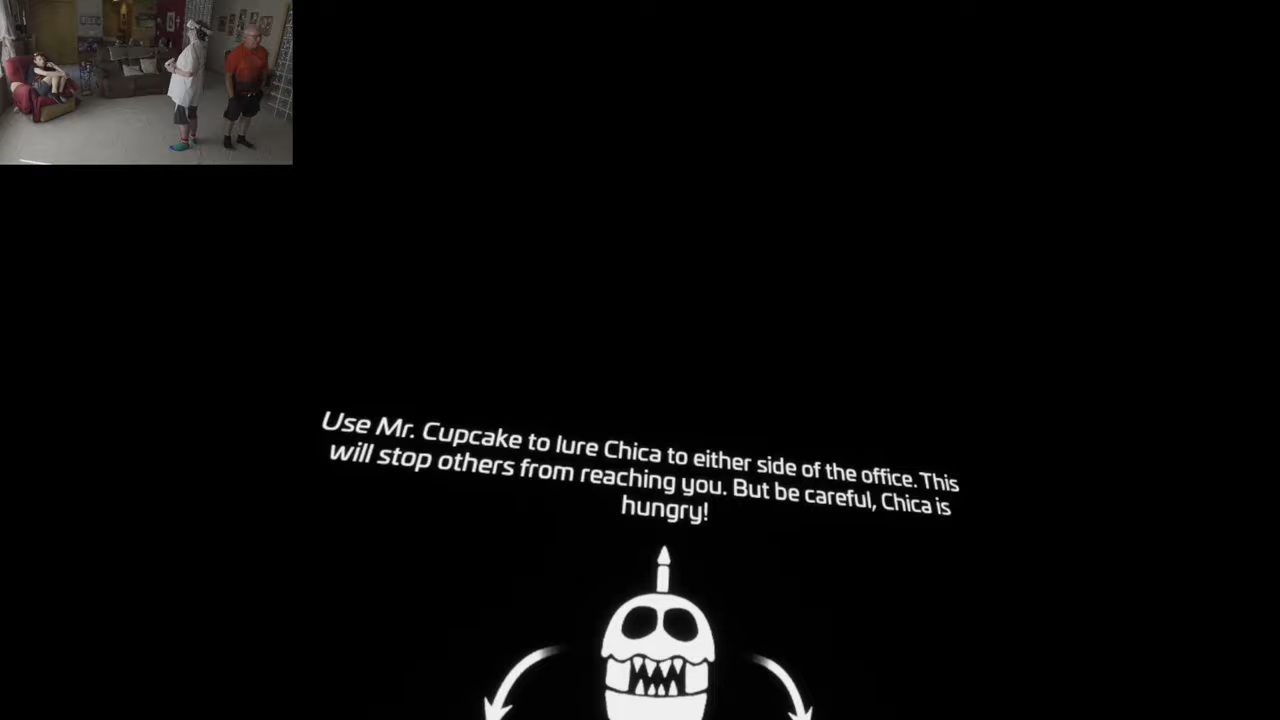 Use Mr. Cupcake to lure Chica to either side of the office. This
will stop others from reaching you. But be careful, Chica is
hungry!